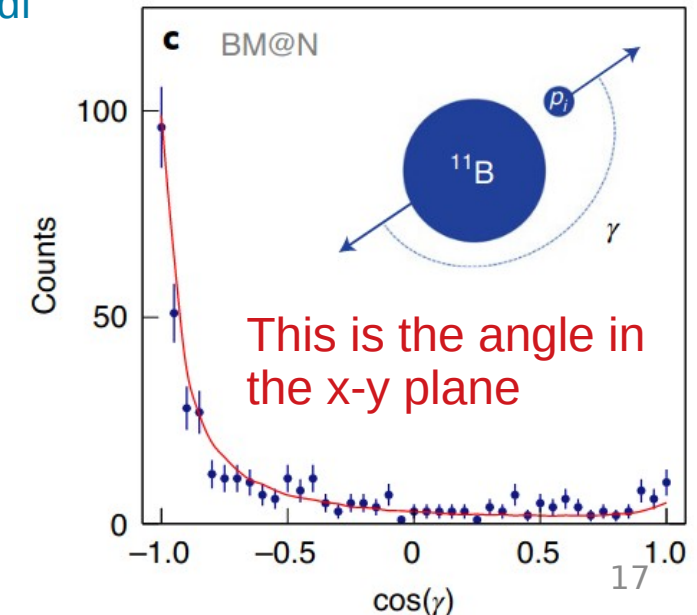 di
c BM@N
100
50
0
Counts
¹¹B
pᵢ
γ
This is the angle in
the x-y plane
−1.0 −0.5 0 0.5 1.0
cos(γ)
17